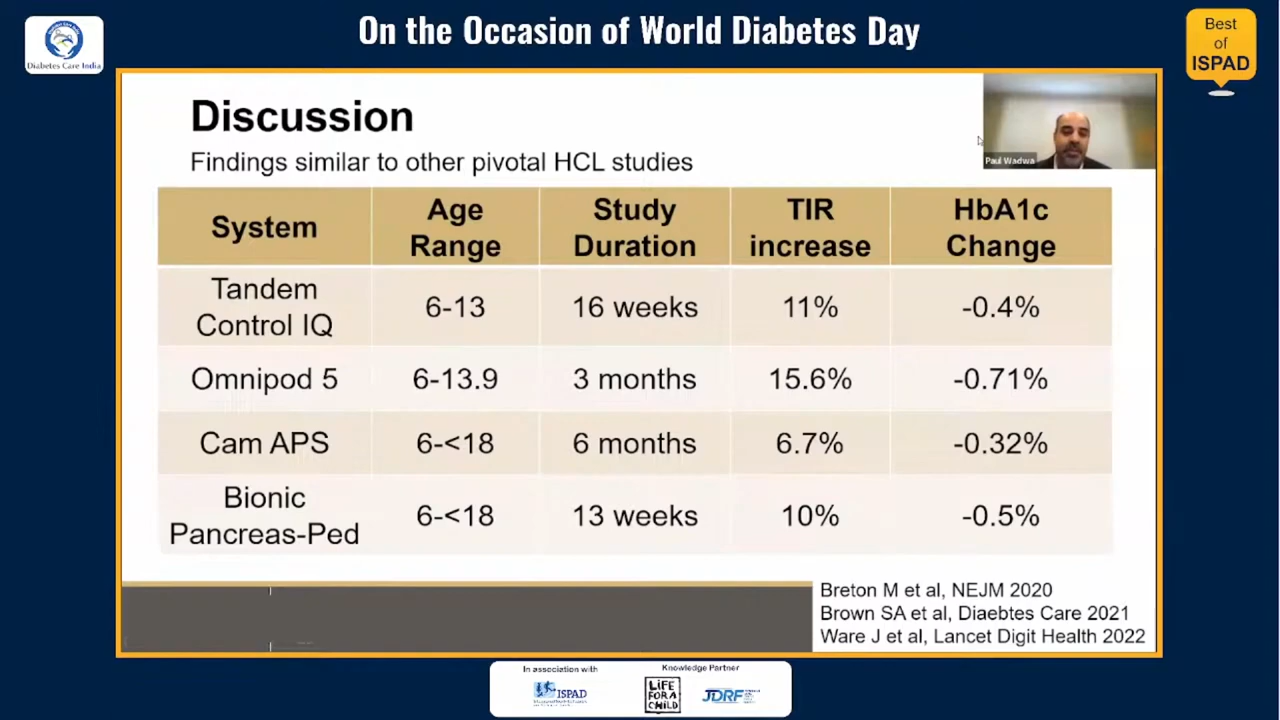 On the Occasion of World Diabetes Day
Diabetes Care India
Best
of
ISPAD
Discussion
Findings similar to other pivotal HCL studies
Paul Wadwa
System
Age
Range
Study
Duration
TIR
increase
HbA1c
Change
Tandem
Control IQ
6-13
16 weeks
11%
-0.4%
Omnipod 5
6-13.9
3 months
15.6%
-0.71%
Cam APS
6-<18
6 months
6.7%
-0.32%
Bionic
Pancreas-Ped
6-<18
13 weeks
10%
-0.5%
Breton M et al, NEJM 2020
Brown SA et al, Diaebtes Care 2021
Ware J et al, Lancet Digit Health 2022
In association with
ISPAD
Knowledge Partner
LiFE
FOR A
CHiLD
JDRF